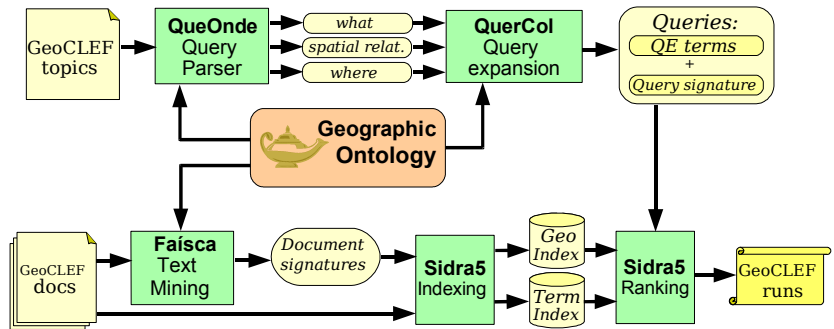 GeoCLEF
topics
QueOnde
Query
Parser
what
spatial relat.
where
QuerCol
Query
expansion
Queries:
QE terms
+
Query signature
Geographic
Ontology
GeoCLEF
docs
Faísca
Text
Mining
Document
signatures
Sidra5
Indexing
Geo
Index
Term
Index
Sidra5
Ranking
GeoCLEF
runs